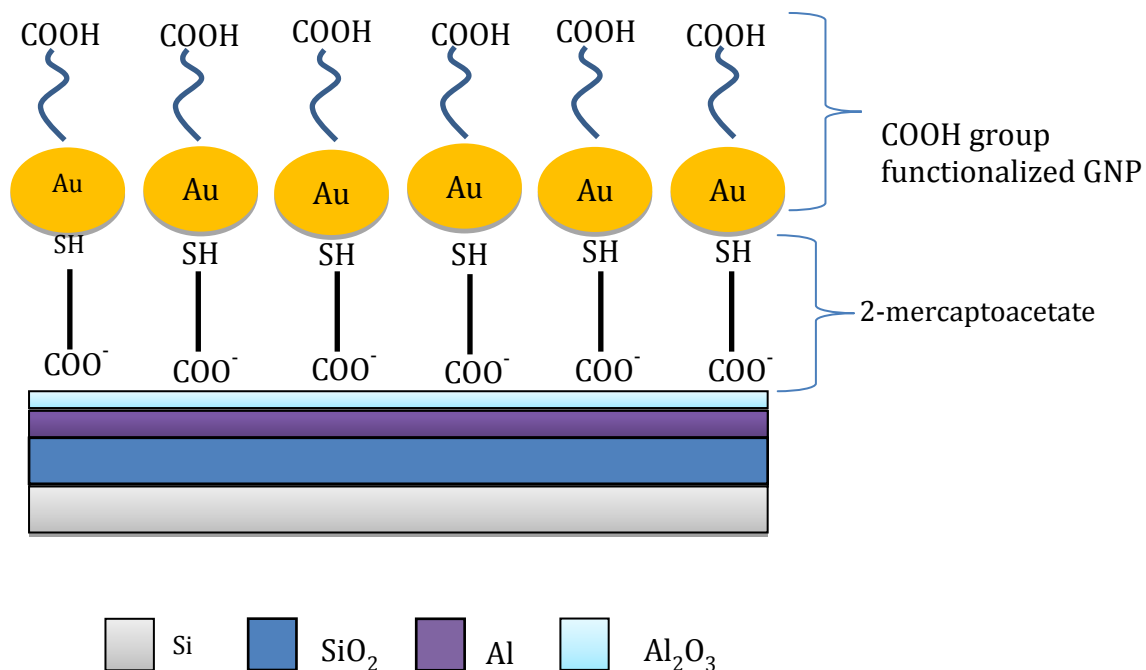 COOH COOH COOH COOH COOH COOH
COOH group
functionalized GNP
Au Au Au Au Au Au
SH SH SH SH SH SH
2-mercaptoacetate
COO⁻ COO⁻ COO⁻ COO⁻ COO⁻ COO⁻
Si SiO₂ Al Al₂O₃